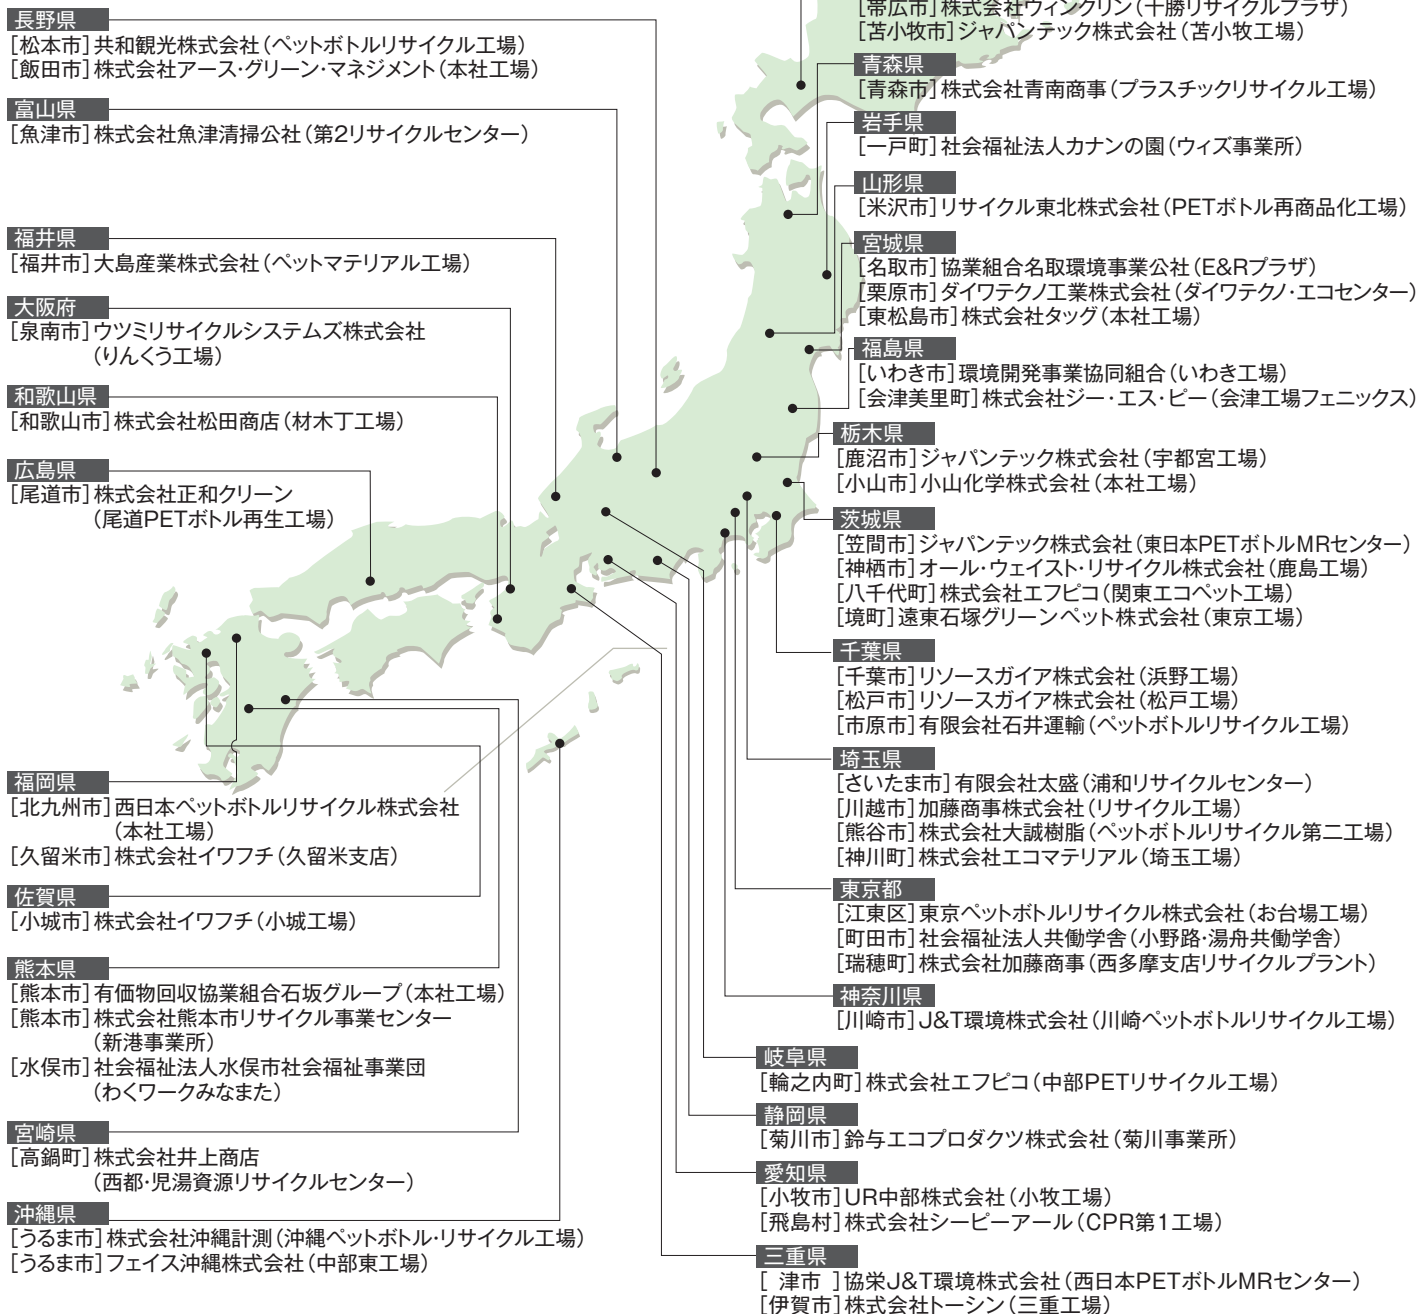 長野県
[松本市]共和観光株式会社(ペットボトルリサイクル工場)
[飯田市]株式会社アース・グリーン・マネジメント(本社工場)
富山県
[魚津市]株式会社魚津清掃公社(第2リサイクルセンター)
福井県
[福井市]大島産業株式会社(ペットマテリアル工場)
大阪府
[泉南市]ウツミリサイクルシステムズ株式会社
(りんくう工場)
和歌山県
[和歌山市]株式会社松田商店(材木丁工場)
広島県
[尾道市]株式会社正和クリーン
(尾道PETボトル再生工場)
福岡県
[北九州市]西日本ペットボトルリサイクル株式会社
(本社工場)
[久留米市]株式会社イワフチ(久留米支店)
佐賀県
[小城市]株式会社イワフチ(小城工場)
熊本県
[熊本市]有価物回収協業組合石坂グループ(本社工場)
[熊本市]株式会社熊本市リサイクル事業センター
(新港事業所)
[水俣市]社会福祉法人水俣市社会福祉事業団
(わくワークみなまた)
宮崎県
[高鍋町]株式会社井上商店
(西都・児湯資源リサイクルセンター)
沖縄県
[うるま市]株式会社沖縄計測(沖縄ペットボトル・リサイクル工場)
[うるま市]フェイス沖縄株式会社(中部東工場)
[帯広市]株式会社ウィンクリン(十勝リサイクルプラザ)
[苫小牧市]ジャパンテック株式会社(苫小牧工場)
青森県
[青森市]株式会社青南商事(プラスチックリサイクル工場)
岩手県
[一戸町]社会福祉法人カナンの園(ウィズ事業所)
山形県
[米沢市]リサイクル東北株式会社(PETボトル再商品化工場)
宮城県
[名取市]協業組合名取環境事業公社(E&Rプラザ)
[栗原市]ダイワテクノ工業株式会社(ダイワテクノ・エコセンター)
[東松島市]株式会社タッグ(本社工場)
福島県
[いわき市]環境開発事業協同組合(いわき工場)
[会津美里町]株式会社ジー・エス・ピー(会津工場フェニックス)
栃木県
[鹿沼市]ジャパンテック株式会社(宇都宮工場)
[小山市]小山化学株式会社(本社工場)
茨城県
[笠間市]ジャパンテック株式会社(東日本PETボトルMRセンター)
[神栖市]オール・ウェイスト・リサイクル株式会社(鹿島工場)
[八千代町]株式会社エフピコ(関東エコペット工場)
[境町]遠東石塚グリーンペット株式会社(東京工場)
千葉県
[千葉市]リソースガイア株式会社(浜野工場)
[松戸市]リソースガイア株式会社(松戸工場)
[市原市]有限会社石井運輸(ペットボトルリサイクル工場)
埼玉県
[さいたま市]有限会社太盛(浦和リサイクルセンター)
[川越市]加藤商事株式会社(リサイクル工場)
[熊谷市]株式会社大誠樹脂(ペットボトルリサイクル第二工場)
[神川町]株式会社エコマテリアル(埼玉工場)
東京都
[江東区]東京ペットボトルリサイクル株式会社(お台場工場)
[町田市]社会福祉法人共働学舎(小野路・湯舟共働学舎)
[瑞穂町]株式会社加藤商事(西多摩支店リサイクルプラント)
神奈川県
[川崎市]J&T環境株式会社(川崎ペットボトルリサイクル工場)
岐阜県
[輪之内町]株式会社エフピコ(中部PETリサイクル工場)
静岡県
[菊川市]鈴与エコプロダクツ株式会社(菊川事業所)
愛知県
[小牧市]UR中部株式会社(小牧工場)
[飛島村]株式会社シーピーアール(CPR第1工場)
三重県
[ 津市 ]協栄J&T環境株式会社(西日本PETボトルMRセンター)
[伊賀市]株式会社トーシン(三重工場)